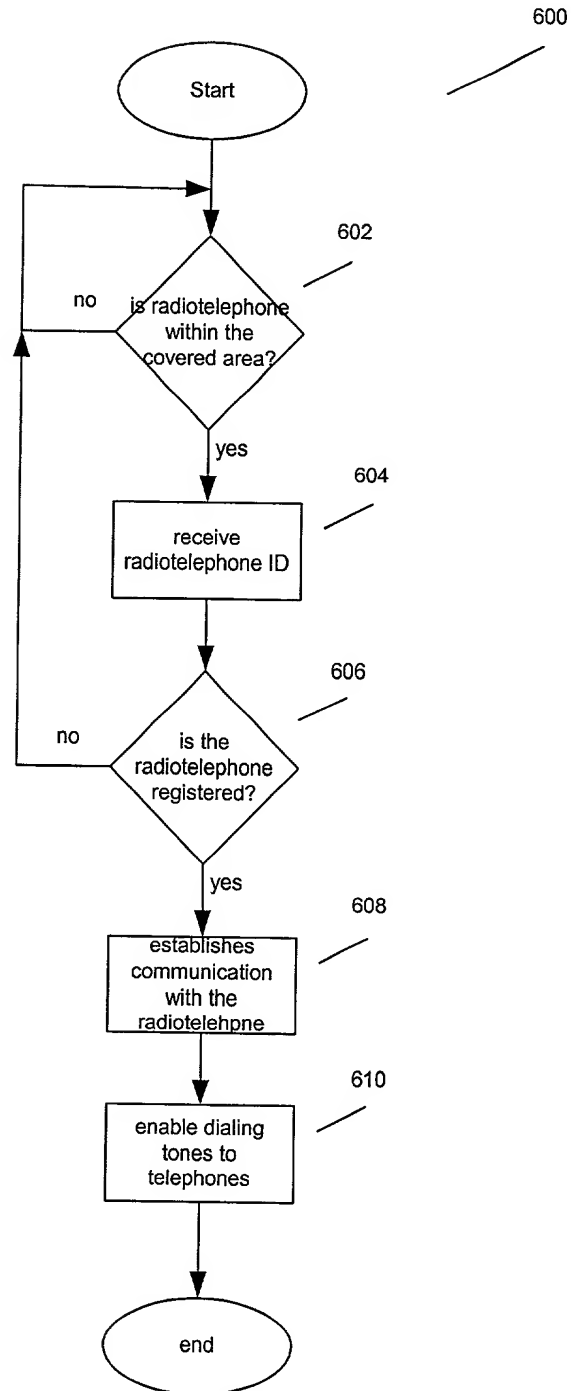 600
Start
602
no
is radiotelephone
within the
covered area?
yes
604
receive
radiotelephone ID
606
no
is the
radiotelephone
registered?
yes
608
establishes
communication
with the
radiotelehpne
610
enable dialing
tones to
telephones
end